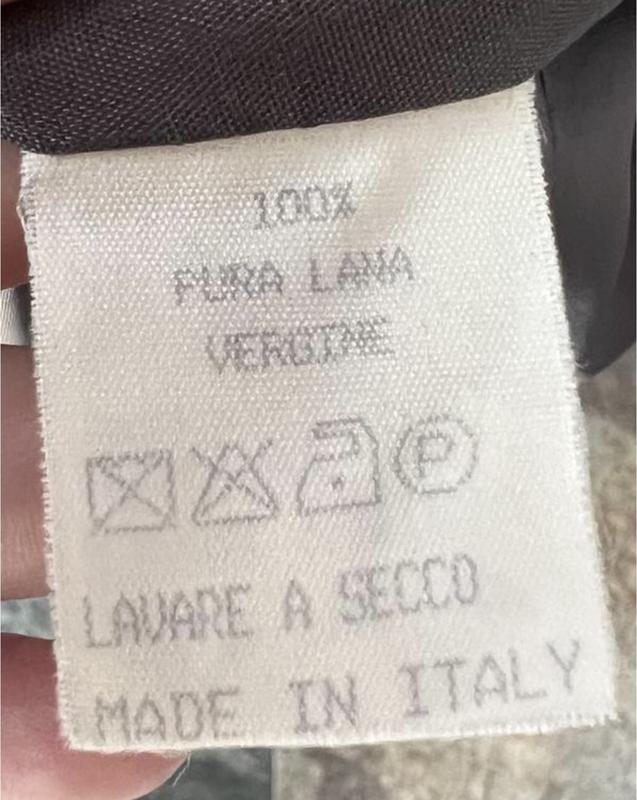 100%
PURA LANA
VERGINE
P
LAVARE A SECCO
MADE IN ITALY